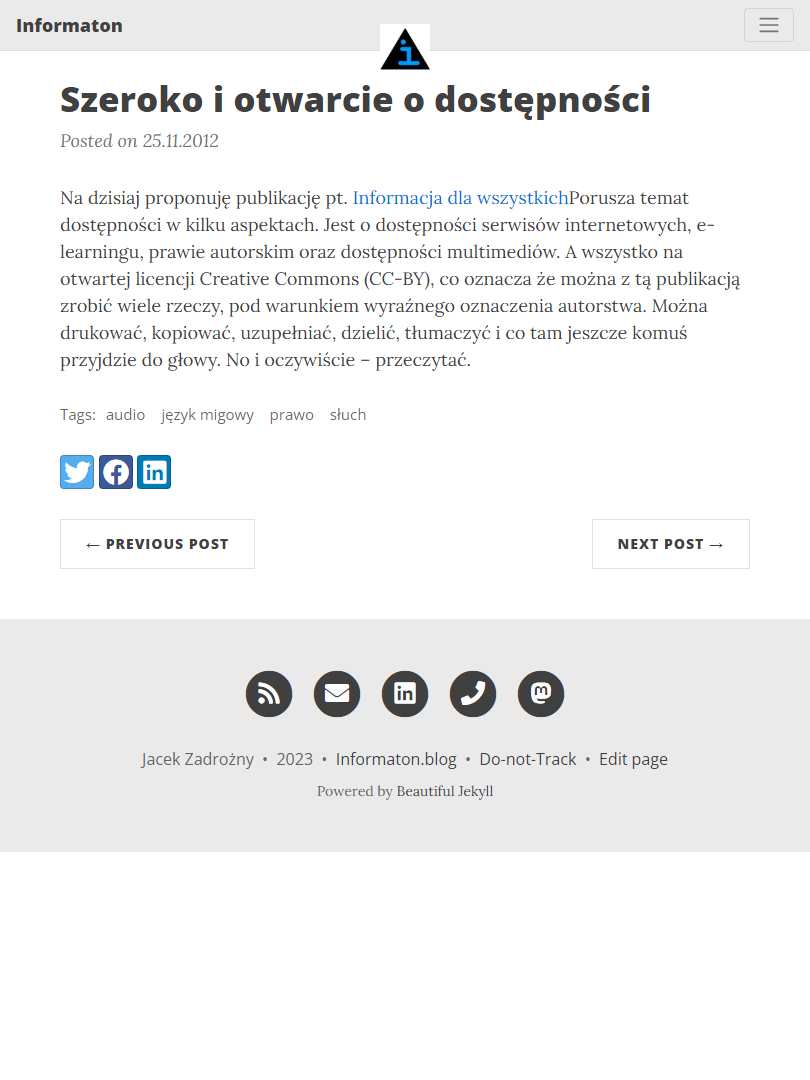 Informaton
i
Szeroko i otwarcie o dostępności
Posted on 25.11.2012
Na dzisiaj proponuję publikację pt. Informacja dla wszystkichPorusza temat
dostępności w kilku aspektach. Jest o dostępności serwisów internetowych, e-
learningu, prawie autorskim oraz dostępności multimediów. A wszystko na
otwartej licencji Creative Commons (CC-BY), co oznacza że można z tą publikacją
zrobić wiele rzeczy, pod warunkiem wyraźnego oznaczenia autorstwa. Można
drukować, kopiować, uzupełniać, dzielić, tłumaczyć i co tam jeszcze komuś
przyjdzie do głowy. No i oczywiście – przeczytać.
Tags: audio język migowy prawo słuch
← PREVIOUS POST
NEXT POST →
Jacek Zadrożny • 2023 • Informaton.blog • Do-not-Track • Edit page
Powered by Beautiful Jekyll